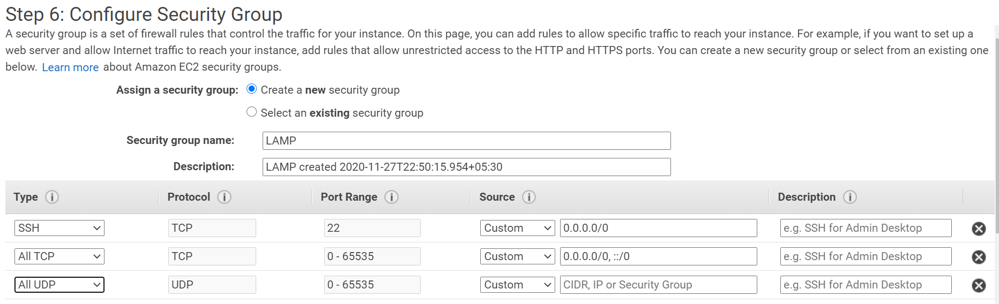 Step 6: Configure Security Group
A security group is a set of firewall rules that control the traffic for your instance. On this page, you can add rules to allow specific traffic to reach your instance. For example, if you want to set up a
web server and allow Internet traffic to reach your instance, add rules that allow unrestricted access to the HTTP and HTTPS ports. You can create a new security group or select from an existing one
below. Learn more about Amazon EC2 security groups.
Assign a security group: Create a new security group
Select an existing security group
Security group name: LAMP
Description: LAMP created 2020-11-27T22:50:15.954+05:30
Type i Protocol i Port Range i Source i Description i
SSH TCP 22 Custom 0.0.0.0/0 e.g. SSH for Admin Desktop
All TCP TCP 0 - 65535 Custom 0.0.0.0/0, ::/0 e.g. SSH for Admin Desktop
All UDP UDP 0 - 65535 Custom CIDR, IP or Security Group e.g. SSH for Admin Desktop